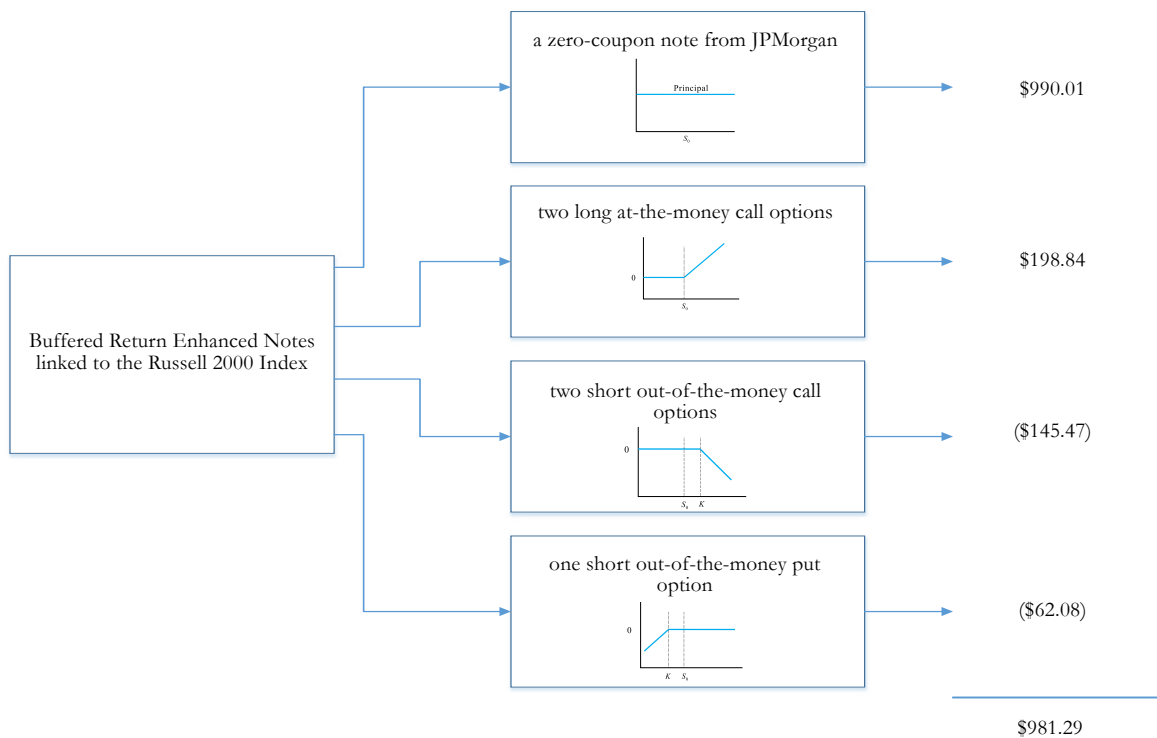 a zero-coupon note from JPMorgan
Principal
S₀
$990.01
two long at-the-money call options
0
S₀
$198.84
Buffered Return Enhanced Notes
linked to the Russell 2000 Index
two short out-of-the-money call
options
0
S₀ K
($145.47)
one short out-of-the-money put
option
0
K S₀
($62.08)
$981.29